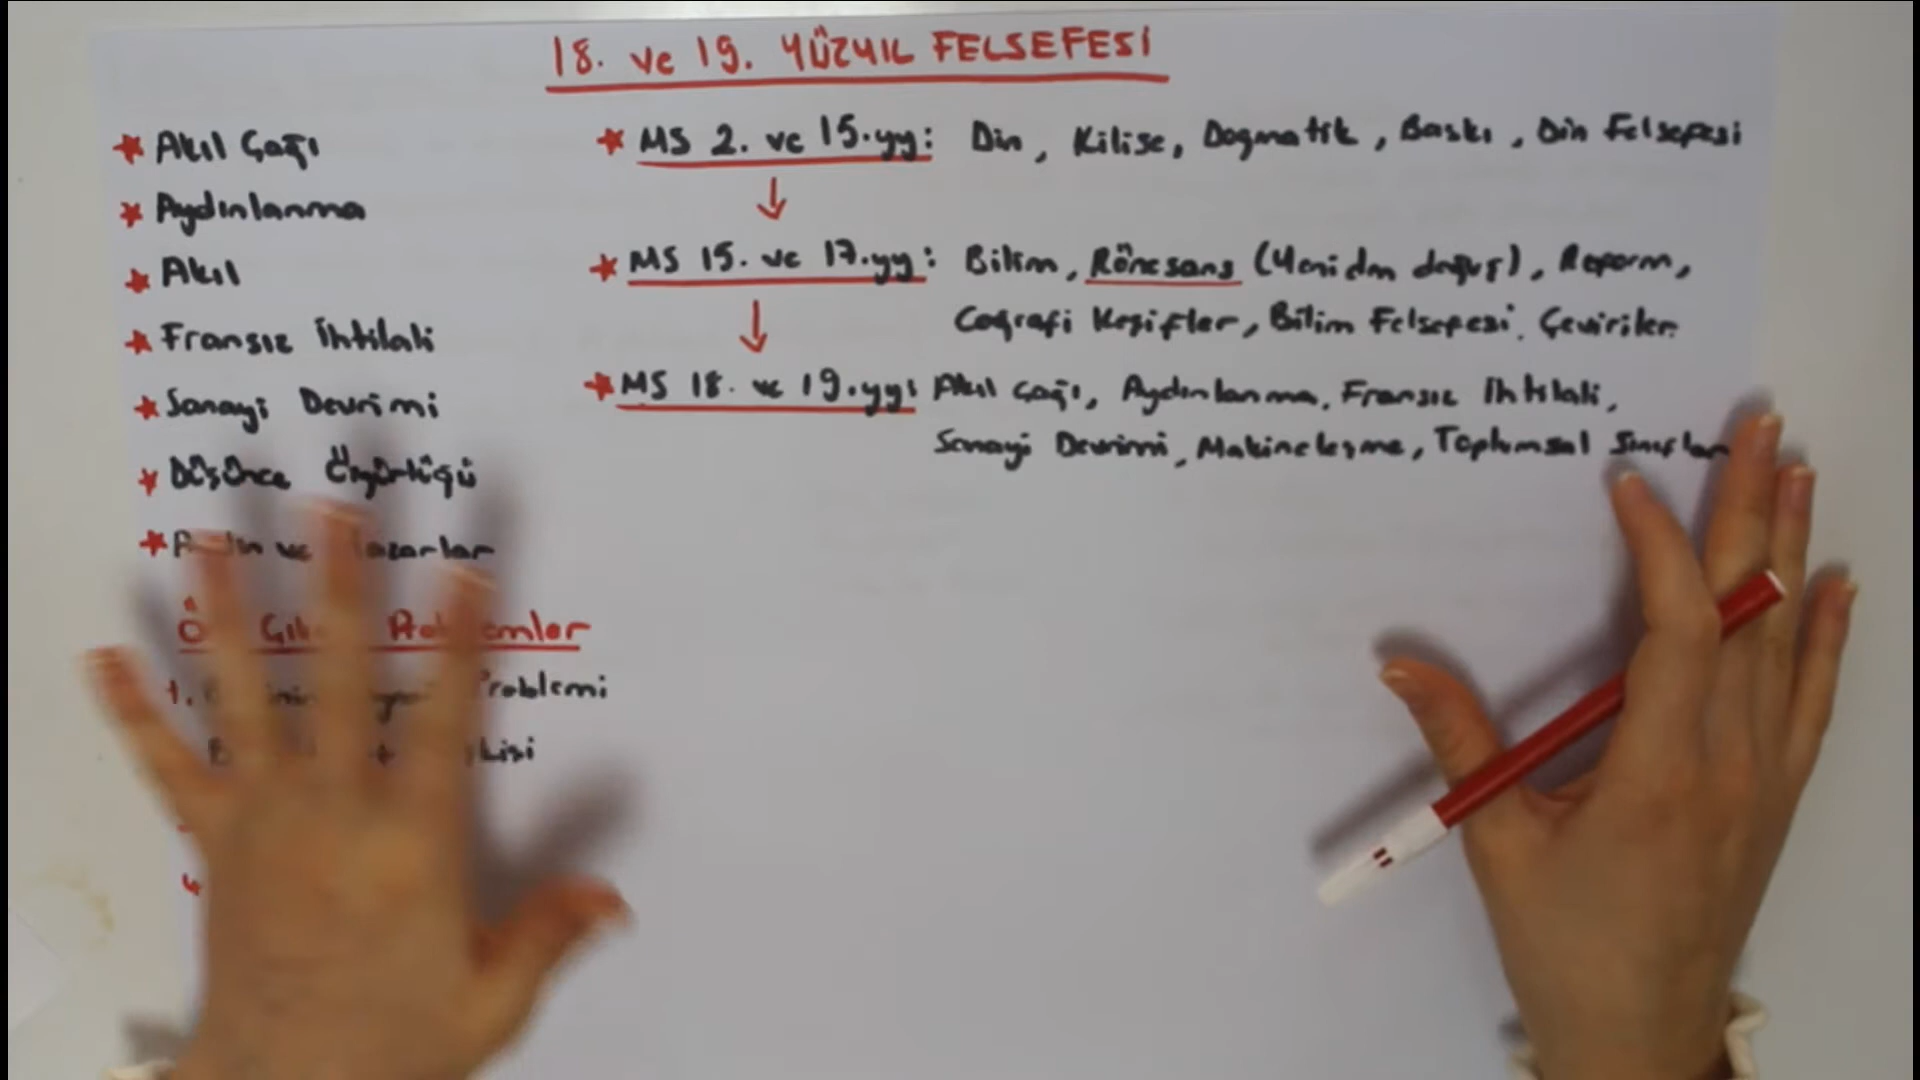 18. ve 19. YÜZYIL FELSEFESİ
★ Akıl Çağı
★ Aydınlanma
★ Akıl
★ Fransız İhtilali
★ Sanayi Devrimi
★ Düşünce Özgürlüğü
★ ve
Problemi
1.
★ MS 2. ve 15.yy: Din, Kilise, Dogmatik, Baskı, Din Felsefesi
↓
★ MS 15. ve 17.yy: Bilim, Rönesans (Yeniden doğuş), Reform,
Coğrafi Keşifler, Bilim Felsefesi, Çeviriler
↓
★ MS 18. ve 19.yy: Akıl Çağı, Aydınlanma, Fransız İhtilali,
Sanayi Devrimi, Makineleşme, Toplumsal Sınıflar